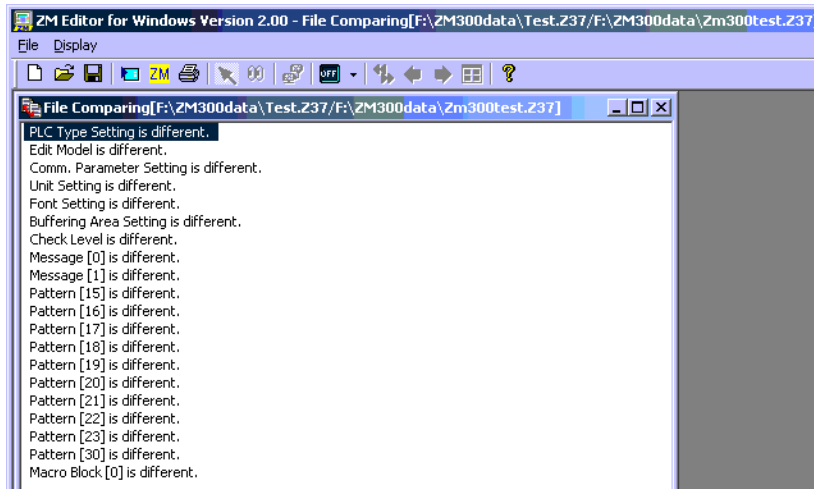 ZM Editor for Windows Version 2.00 - File Comparing[F:\ZM300data\Test.Z37/F:\ZM300data\Zm300test.Z37
File Display
ZM OFF ?
File Comparing[F:\ZM300data\Test.Z37/F:\ZM300data\Zm300test.Z37]
PLC Type Setting is different.
Edit Model is different.
Comm. Parameter Setting is different.
Unit Setting is different.
Font Setting is different.
Buffering Area Setting is different.
Check Level is different.
Message [0] is different.
Message [1] is different.
Pattern [15] is different.
Pattern [16] is different.
Pattern [17] is different.
Pattern [18] is different.
Pattern [19] is different.
Pattern [20] is different.
Pattern [21] is different.
Pattern [22] is different.
Pattern [23] is different.
Pattern [30] is different.
Macro Block [0] is different.